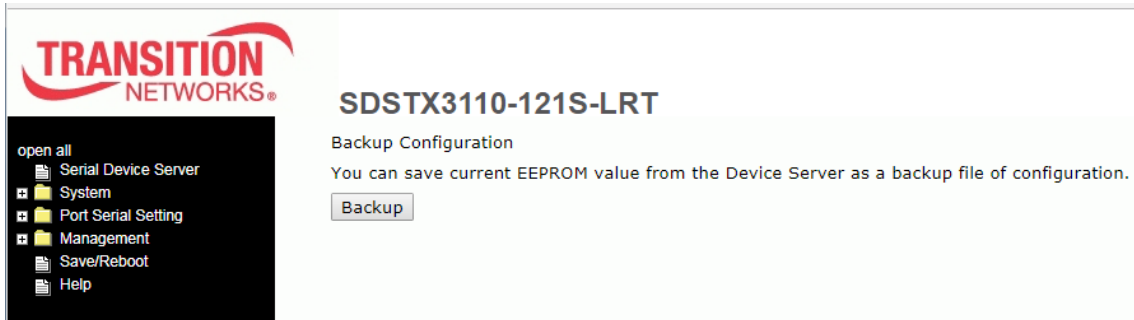 TRANSITION
NETWORKS®
open all
Serial Device Server
System
Port Serial Setting
Management
Save/Reboot
Help
SDSTX3110-121S-LRT
Backup Configuration
You can save current EEPROM value from the Device Server as a backup file of configuration.
Backup